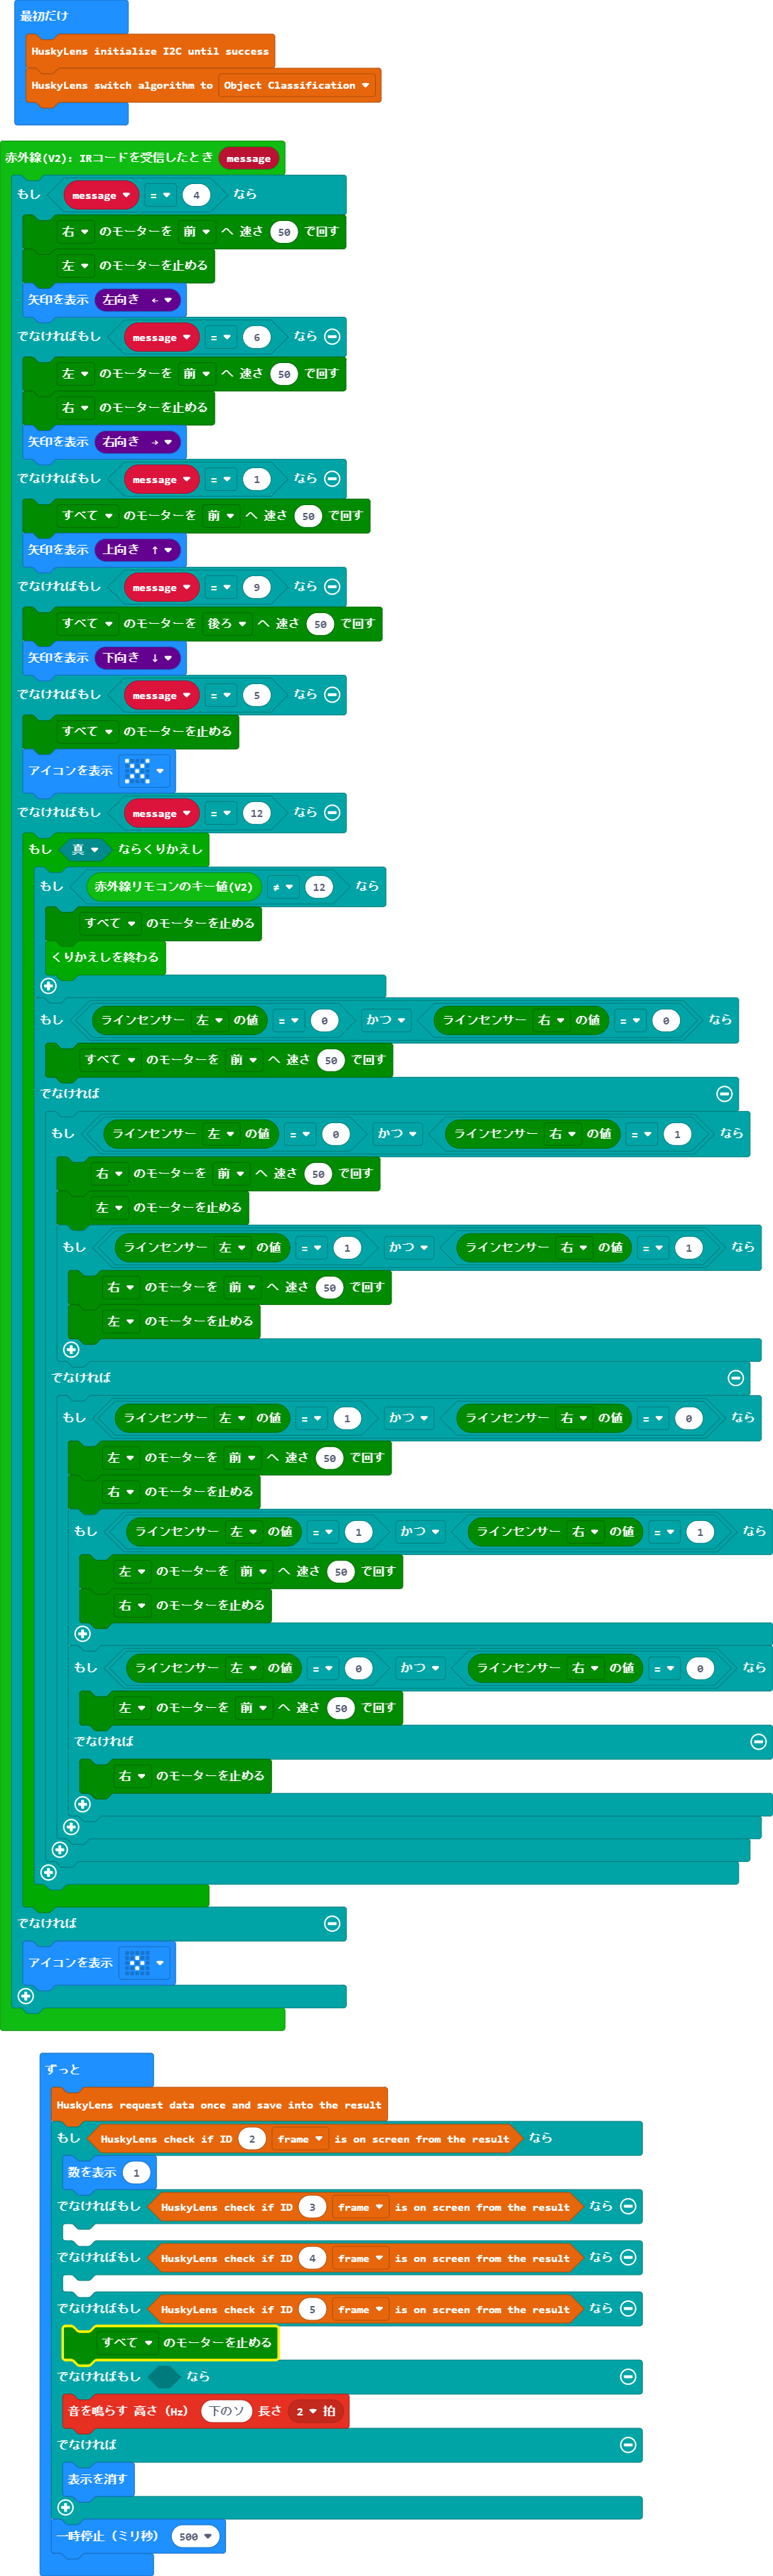 最初だけ
HuskyLens initialize I2C until success
HuskyLens switch algorithm to Object Classification
赤外線(V2): IRコードを受信したとき message
もし message = 4 なら
右 のモーターを 前 へ 速さ 50 で回す
左 のモーターを止める
矢印を表示 左向き ←
でなければもし message = 6 なら
左 のモーターを 前 へ 速さ 50 で回す
右 のモーターを止める
矢印を表示 右向き →
でなければもし message = 1 なら
すべて のモーターを 前 へ 速さ 50 で回す
矢印を表示 上向き ↑
でなければもし message = 9 なら
すべて のモーターを 後ろ へ 速さ 50 で回す
矢印を表示 下向き ↓
でなければもし message = 5 なら
すべて のモーターを止める
アイコンを表示
でなければもし message = 12 なら
もし 真 ならくりかえし
もし 赤外線リモコンのキー値(V2) ≠ 12 なら
すべて のモーターを止める
くりかえしを終わる
もし ラインセンサー 左 の値 = 0 かつ ラインセンサー 右 の値 = 0 なら
すべて のモーターを 前 へ 速さ 50 で回す
でなければ
もし ラインセンサー 左 の値 = 0 かつ ラインセンサー 右 の値 = 1 なら
右 のモーターを 前 へ 速さ 50 で回す
左 のモーターを止める
もし ラインセンサー 左 の値 = 1 かつ ラインセンサー 右 の値 = 1 なら
右 のモーターを 前 へ 速さ 50 で回す
左 のモーターを止める
でなければ
もし ラインセンサー 左 の値 = 1 かつ ラインセンサー 右 の値 = 0 なら
左 のモーターを 前 へ 速さ 50 で回す
右 のモーターを止める
もし ラインセンサー 左 の値 = 1 かつ ラインセンサー 右 の値 = 1 なら
左 のモーターを 前 へ 速さ 50 で回す
右 のモーターを止める
もし ラインセンサー 左 の値 = 0 かつ ラインセンサー 右 の値 = 0 なら
左 のモーターを 前 へ 速さ 50 で回す
でなければ
右 のモーターを止める
でなければ
アイコンを表示
ずっと
HuskyLens request data once and save into the result
もし HuskyLens check if ID 2 frame is on screen from the result なら
数を表示 1
でなければもし HuskyLens check if ID 3 frame is on screen from the result なら
でなければもし HuskyLens check if ID 4 frame is on screen from the result なら
でなければもし HuskyLens check if ID 5 frame is on screen from the result なら
すべて のモーターを止める
でなければもし なら
音を鳴らす 高さ (Hz) 下のソ 長さ 2 拍
でなければ
表示を消す
一時停止 (ミリ秒) 500